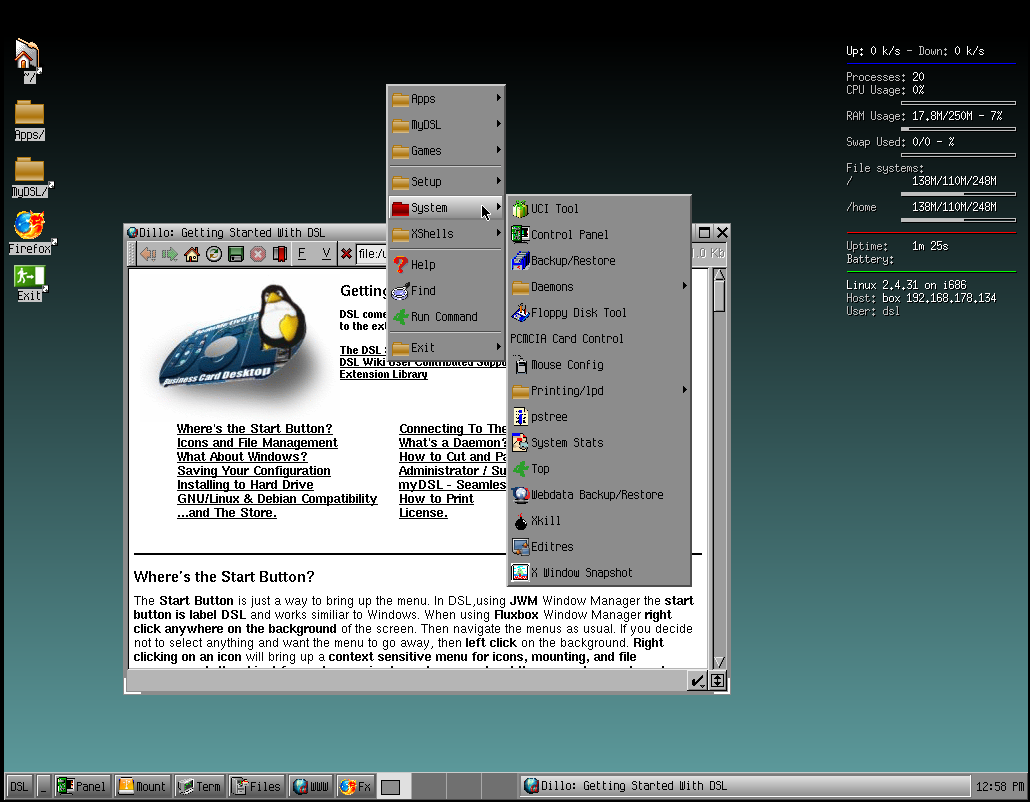 ~/
Apps/
MyDSL/
Firefox
Exit
Up: 0 k/s - Down: 0 k/s
Processes: 20
CPU Usage: 0%
RAM Usage: 17.8M/250M - 7%
Swap Used: 0/0 - %
File systems:
/ 138M/110M/248M
/home 138M/110M/248M
Uptime: 1m 25s
Battery:
Linux 2.4.31 on i686
Host: box 192.168.178.134
User: dsl
Apps
MyDSL
Games
Setup
System
XShells
Help
Find
Run Command
Exit
UCI Tool
Control Panel
Backup/Restore
Daemons
Floppy Disk Tool
PCMCIA Card Control
Mouse Config
Printing/lpd
pstree
System Stats
Top
Webdata Backup/Restore
Xkill
Editres
X Window Snapshot
Dillo: Getting Started With DSL
F V file:/u .0 Kb
Business Card Desktop
Getting
DSL come
to the ex
The DSL
DSL Wiki User Contributed Suppo
Extension Library
Where's the Start Button?
Icons and File Management
What About Windows?
Saving Your Configuration
Installing to Hard Drive
GNU/Linux & Debian Compatibility
...and The Store.
Connecting To The
What's a Daemon?
How to Cut and Pa
Administrator / Su
myDSL - Seamles
How to Print
License.
Where's the Start Button?
The Start Button is just a way to bring up the menu. In DSL,using JWM Window Manager the start
button is label DSL and works similiar to Windows. When using Fluxbox Window Manager right
click anywhere on the background of the screen. Then navigate the menus as usual. If you decide
not to select anything and want the menu to go away, then left click on the background. Right
clicking on an icon will bring up a context sensitive menu for icons, mounting, and file
DSL _ Panel Mount Term Files WWW Fx Dillo: Getting Started With DSL 12:58 PM